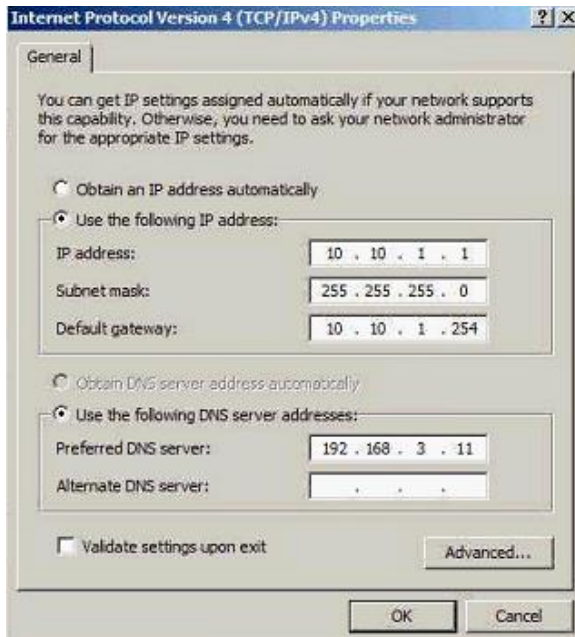 Internet Protocol Version 4 (TCP/IPv4) Properties ? X
General
You can get IP settings assigned automatically if your network supports
this capability. Otherwise, you need to ask your network administrator
for the appropriate IP settings.
Obtain an IP address automatically
Use the following IP address:
IP address: 10 . 10 . 1 . 1
Subnet mask: 255 . 255 . 255 . 0
Default gateway: 10 . 10 . 1 . 254
Obtain DNS server address automatically
Use the following DNS server addresses:
Preferred DNS server: 192 . 168 . 3 . 11
Alternate DNS server: . . .
Validate settings upon exit
Advanced...
OK Cancel